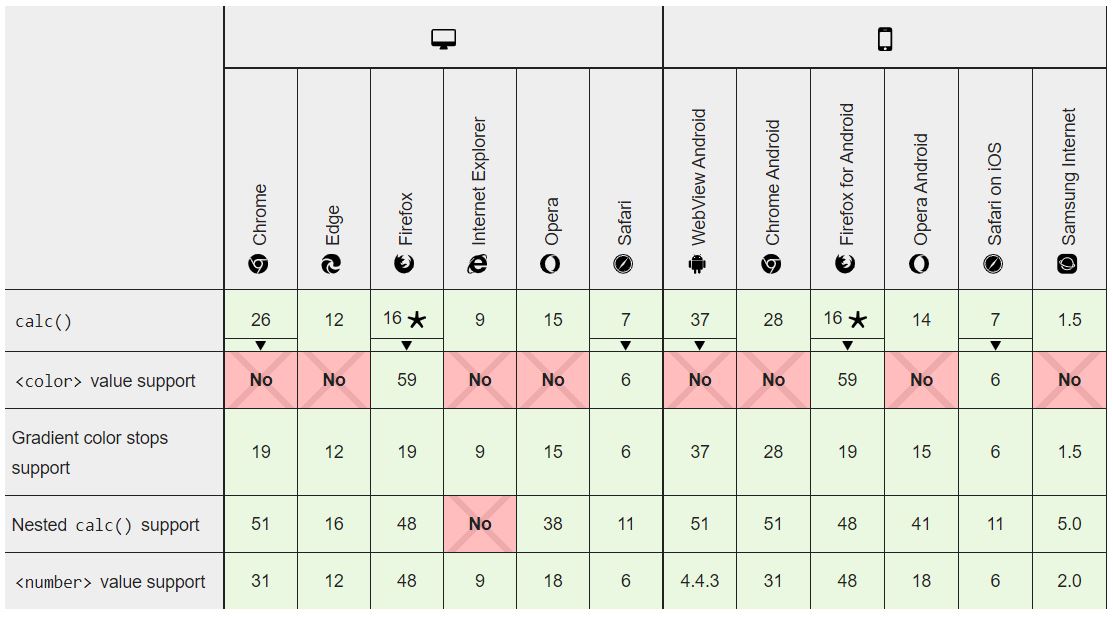 Chrome Edge Firefox Internet Explorer Opera Safari WebView Android Chrome Android Firefox for Android Opera Android Safari on iOS Samsung Internet
calc() 26 12 16 * 9 15 7 37 28 16 * 14 7 1.5
<color> value support No No 59 No No 6 No No 59 No 6 No
Gradient color stops
support 19 12 19 9 15 6 37 28 19 15 6 1.5
Nested calc() support 51 16 48 No 38 11 51 51 48 41 11 5.0
<number> value support 31 12 48 9 18 6 4.4.3 31 48 18 6 2.0